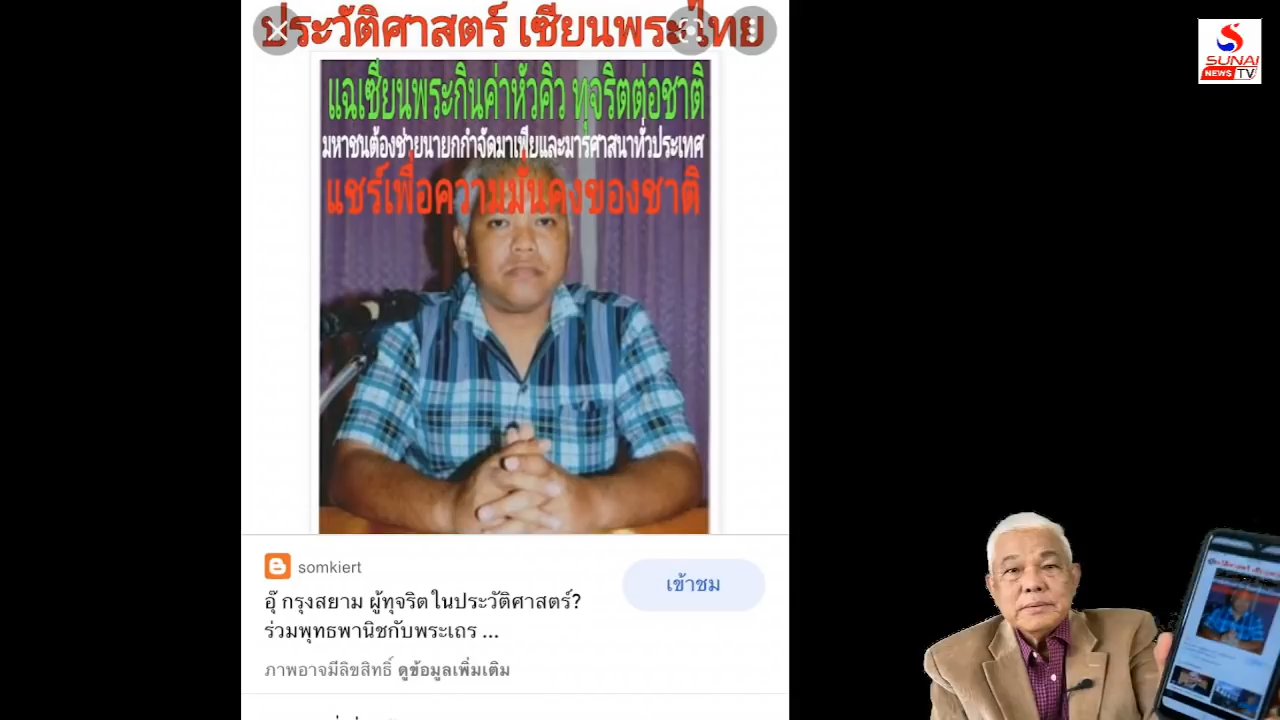 ประวัติศาสตร์ เซียนพระไทย
แฉเซี่ยนพระกินค่าหัวคิว ทุจริตต่อชาติ
มหาชนต้องช่วยนายกกำจัดมาเฟียและมารศาสนาทั่วประเทศ
แชร์เพื่อความมั่นคงของชาติ
somkiert
เข้าชม
อุ๊ กรุงสยาม ผู้ทุจริต ในประวัติศาสตร์?
ร่วมพุทธพานิชกับพระเถร ...
ภาพอาจมีลิขสิทธิ์ ดูข้อมูลเพิ่มเติม
SUNAI
NEWS TV